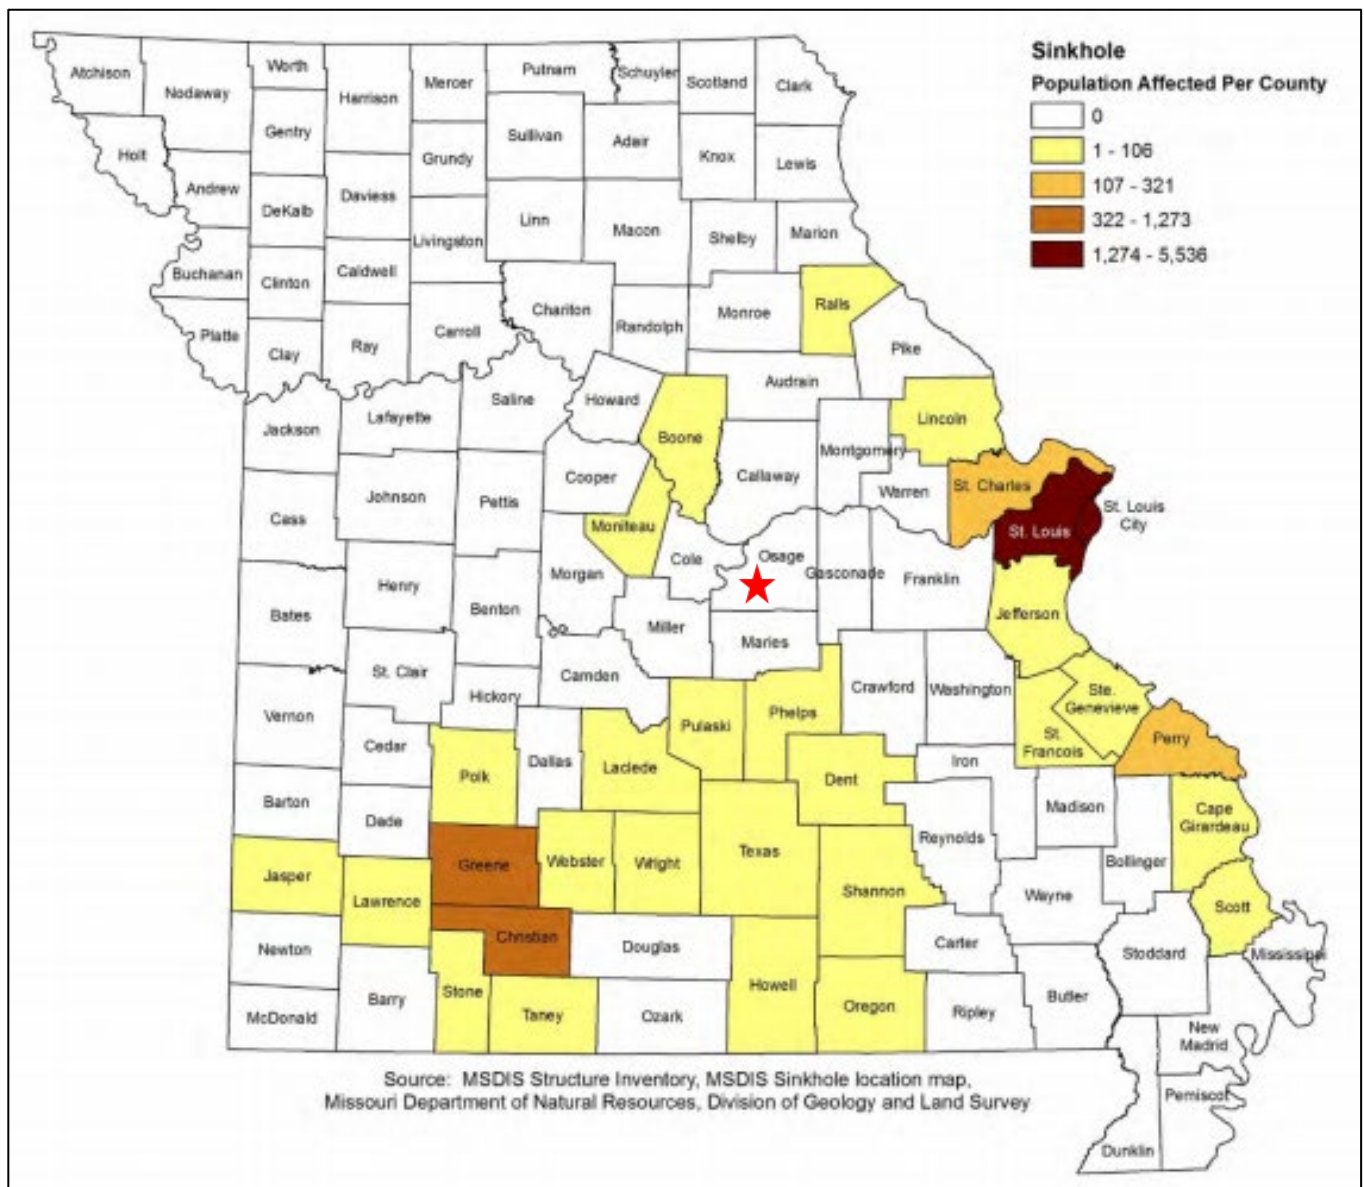 Sinkhole
Population Affected Per County
0
1 - 106
107 - 321
322 - 1,273
1,274 - 5,536
Atchison
Nodaway
Worth
Harrison
Mercer
Putnam
Schuyler
Scotland
Clark
Holt
Gentry
Sullivan
Adair
Grundy
Knox
Lewis
Andrew
DeKalb
Daviess
Linn
Macon
Livingston
Shelby
Marion
Buchanan
Clinton
Caldwell
Chariton
Randolph
Monroe
Ralls
Platte
Clay
Ray
Carroll
Pike
Audrain
Saline
Howard
Lafayette
Jackson
Boone
Lincoln
Montgomery
Callaway
Cooper
Johnson
Pettis
Warren
St. Charles
St. Louis
City
Cass
Moniteau
St. Louis
Cole
Osage
Gasconade
Franklin
Morgan
Henry
Benton
Bates
Jefferson
Miller
Maries
St. Clair
Camden
Crawford
Washington
Hickory
Ste.
Genevieve
Vernon
Pulaski
Phelps
St.
Francois
Perry
Cedar
Dallas
Laclede
Iron
Polk
Dent
Barton
Dade
Madison
Cape
Girardeau
Reynolds
Texas
Bollinger
Greene
Webster
Wright
Jasper
Shannon
Wayne
Lawrence
Scott
Christian
Douglas
Carter
Newton
Stoddard
Mississippi
Stone
Howell
Barry
Butler
Oregon
Taney
Ozark
Ripley
McDonald
New
Madrid
Pemiscot
Dunklin
Source: MSDIS Structure Inventory, MSDIS Sinkhole location map,
Missouri Department of Natural Resources, Division of Geology and Land Survey